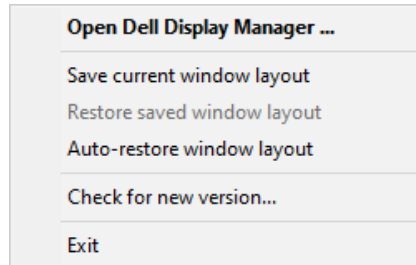 Open Dell Display Manager ...
Save current window layout
Restore saved window layout
Auto-restore window layout
Check for new version...
Exit